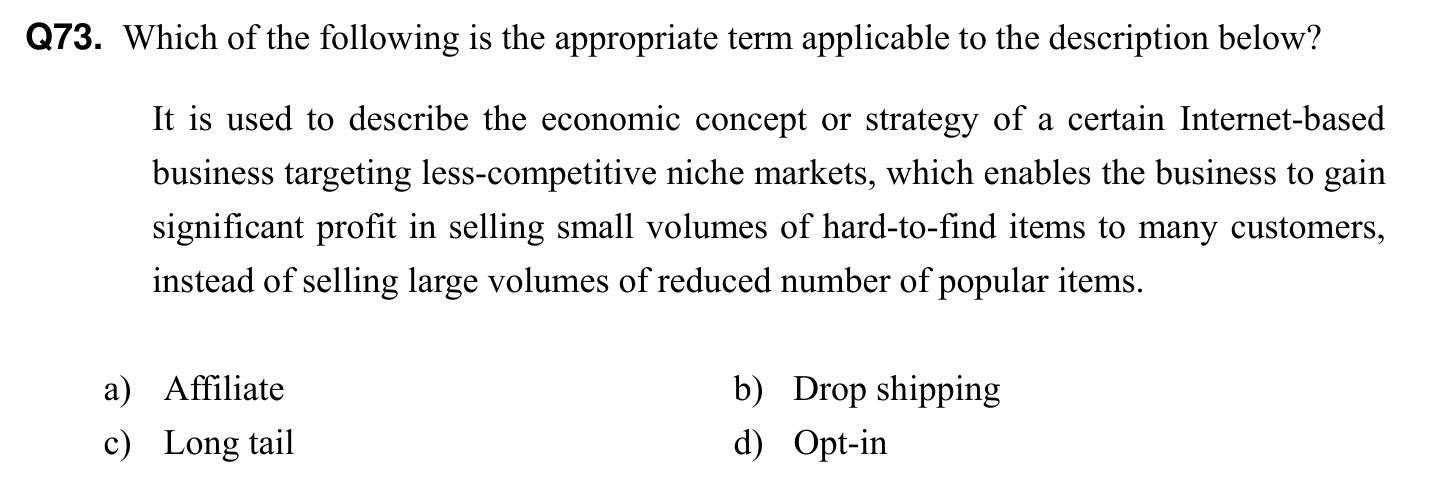 Q73. Which of the following is the appropriate term applicable to the description below?
It is used to describe the economic concept or strategy of a certain Internet-based
business targeting less-competitive niche markets, which enables the business to gain
significant profit in selling small volumes of hard-to-find items to many customers,
instead of selling large volumes of reduced number of popular items.
a) Affiliate b) Drop shipping
c) Long tail d) Opt-in